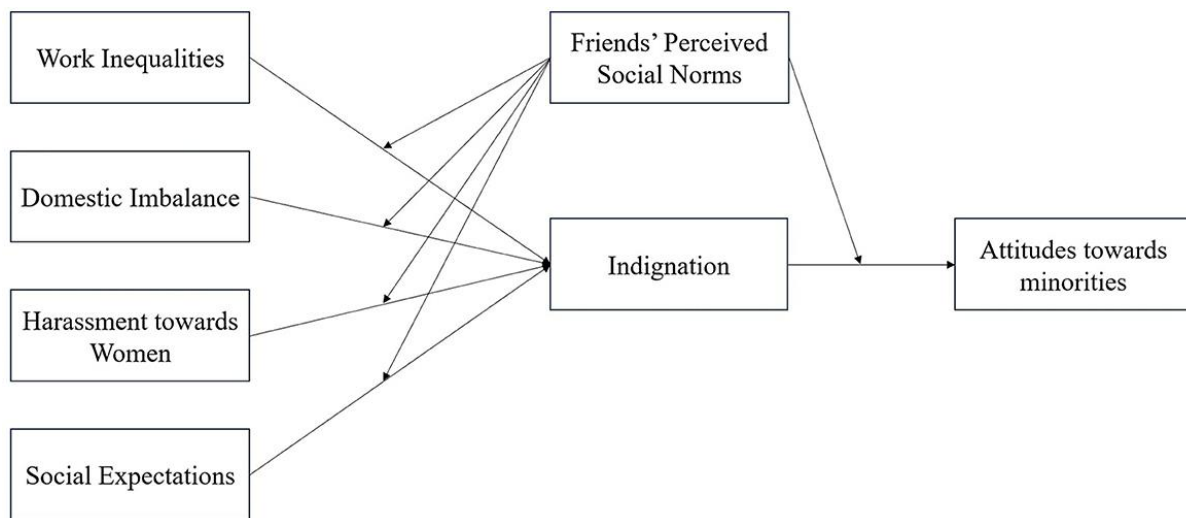 Work Inequalities
Friends’ Perceived
Social Norms
Domestic Imbalance
Indignation
Attitudes towards
minorities
Harassment towards
Women
Social Expectations